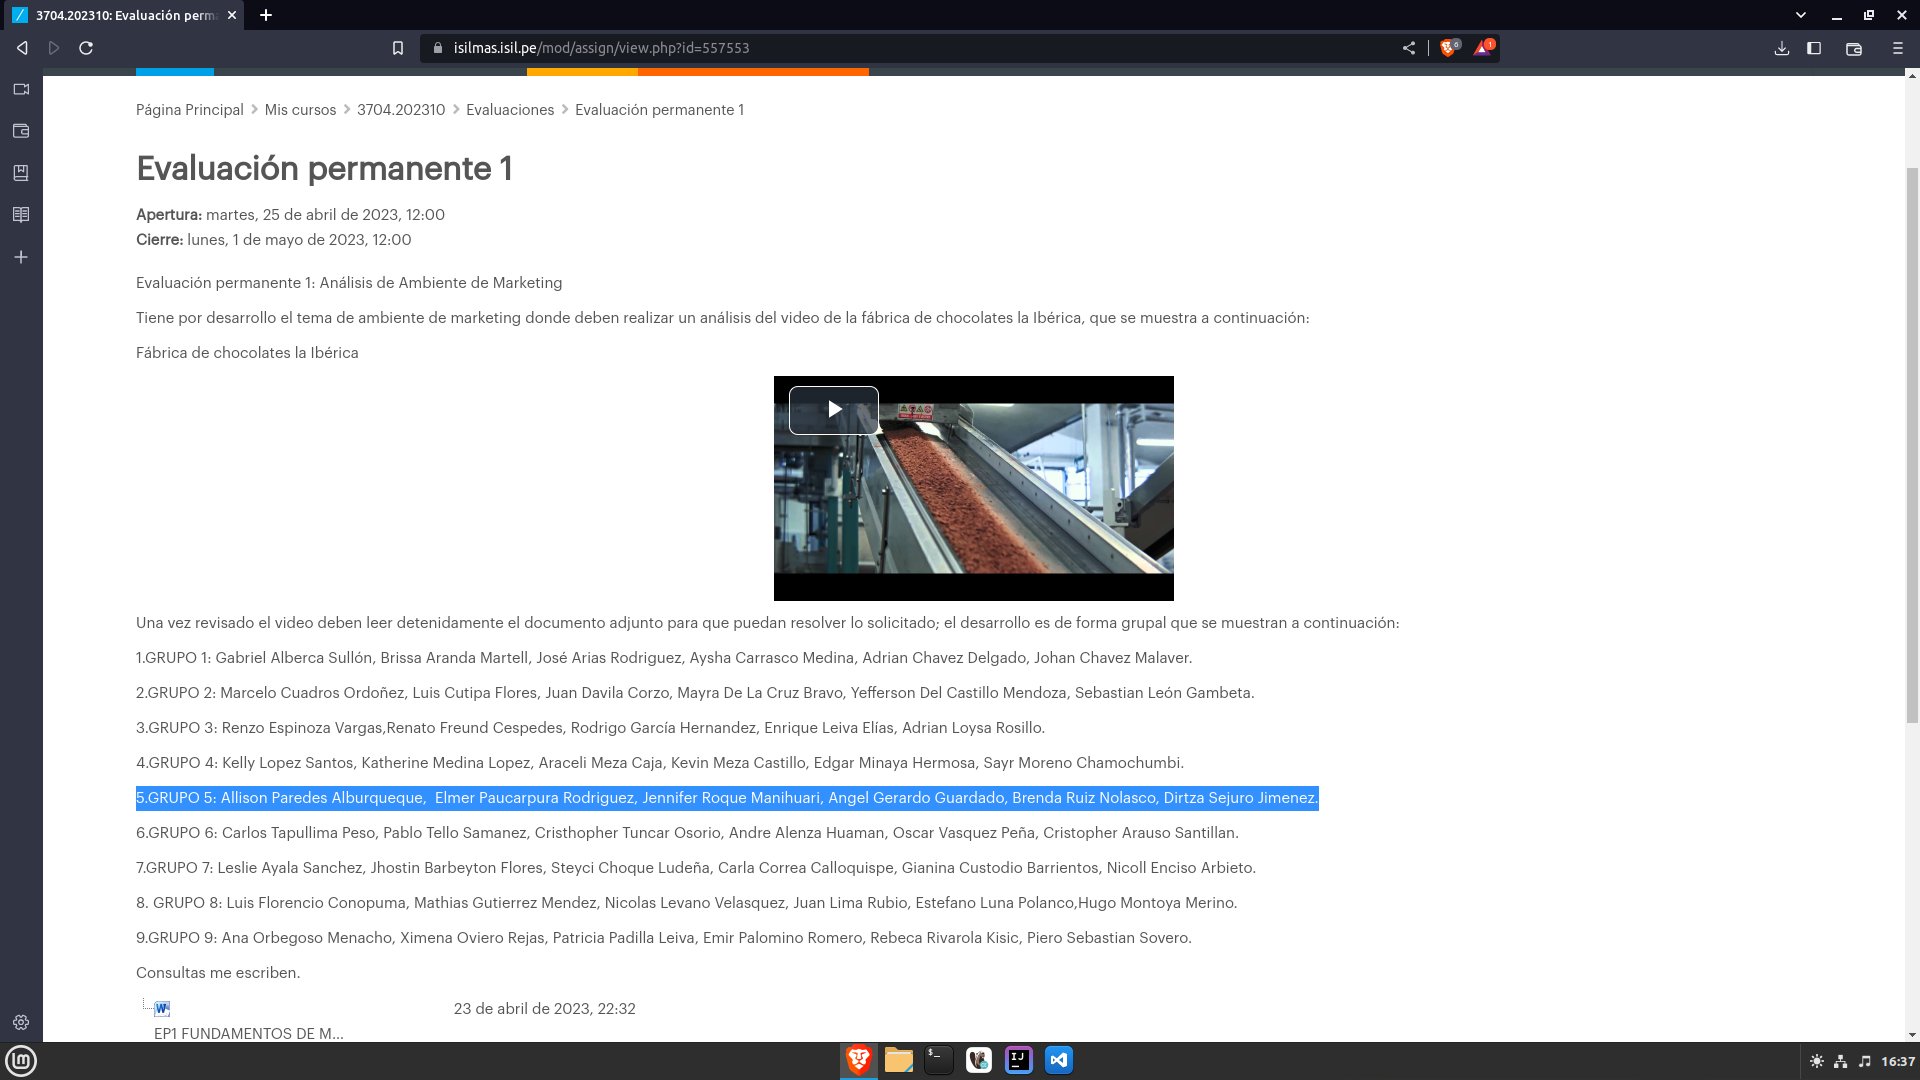 3704.202310: Evaluación perm
isilmas.isil.pe/mod/assign/view.php?id=557553
Página Principal > Mis cursos > 3704.202310 > Evaluaciones > Evaluación permanente 1
Evaluación permanente 1
Apertura: martes, 25 de abril de 2023, 12:00
Cierre: lunes, 1 de mayo de 2023, 12:00
Evaluación permanente 1: Análisis de Ambiente de Marketing
Tiene por desarrollo el tema de ambiente de marketing donde deben realizar un análisis del video de la fábrica de chocolates la Ibérica, que se muestra a continuación:
Fábrica de chocolates la Ibérica
Una vez revisado el video deben leer detenidamente el documento adjunto para que puedan resolver lo solicitado; el desarrollo es de forma grupal que se muestran a continuación:
1.GRUPO 1: Gabriel Alberca Sullón, Brissa Aranda Martell, José Arias Rodriguez, Aysha Carrasco Medina, Adrian Chavez Delgado, Johan Chavez Malaver.
2.GRUPO 2: Marcelo Cuadros Ordoñez, Luis Cutipa Flores, Juan Davila Corzo, Mayra De La Cruz Bravo, Yefferson Del Castillo Mendoza, Sebastian León Gambeta.
3.GRUPO 3: Renzo Espinoza Vargas,Renato Freund Cespedes, Rodrigo García Hernandez, Enrique Leiva Elías, Adrian Loysa Rosillo.
4.GRUPO 4: Kelly Lopez Santos, Katherine Medina Lopez, Araceli Meza Caja, Kevin Meza Castillo, Edgar Minaya Hermosa, Sayr Moreno Chamochumbi.
5.GRUPO 5: Allison Paredes Alburqueque,  Elmer Paucarpura Rodriguez, Jennifer Roque Manihuari, Angel Gerardo Guardado, Brenda Ruiz Nolasco, Dirtza Sejuro Jimenez.
6.GRUPO 6: Carlos Tapullima Peso, Pablo Tello Samanez, Cristhopher Tuncar Osorio, Andre Alenza Huaman, Oscar Vasquez Peña, Cristopher Arauso Santillan.
7.GRUPO 7: Leslie Ayala Sanchez, Jhostin Barbeyton Flores, Steyci Choque Ludeña, Carla Correa Calloquispe, Gianina Custodio Barrientos, Nicoll Enciso Arbieto.
8. GRUPO 8: Luis Florencio Conopuma, Mathias Gutierrez Mendez, Nicolas Levano Velasquez, Juan Lima Rubio, Estefano Luna Polanco,Hugo Montoya Merino.
9.GRUPO 9: Ana Orbegoso Menacho, Ximena Oviero Rejas, Patricia Padilla Leiva, Emir Palomino Romero, Rebeca Rivarola Kisic, Piero Sebastian Sovero.
Consultas me escriben.
23 de abril de 2023, 22:32
EP1 FUNDAMENTOS DE M...
16:37